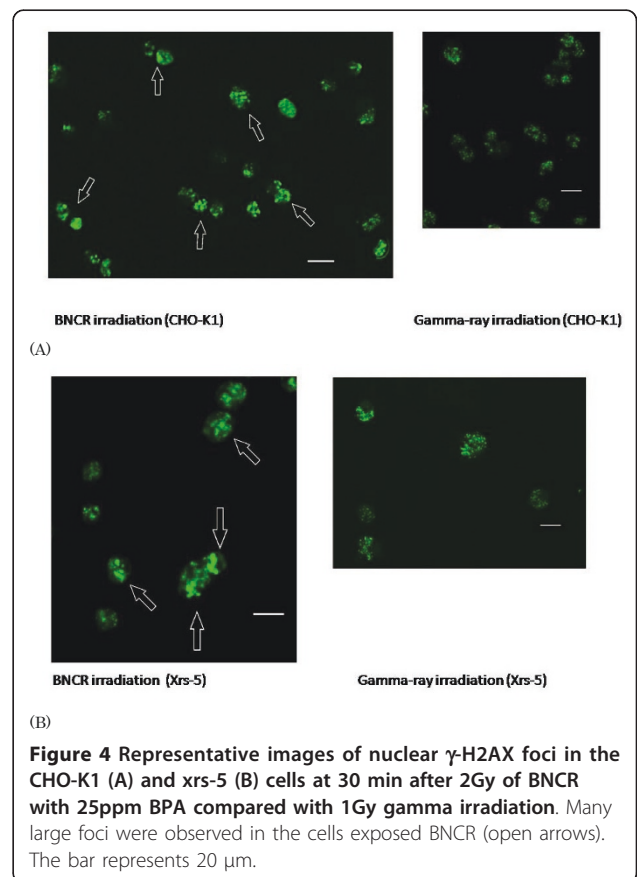 BNCR irradiation (CHO-K1) Gamma-ray irradiation (CHO-K1)
(A)
BNCR irradiation (Xrs-5) Gamma-ray irradiation (Xrs-5)
(B)
Figure 4 Representative images of nuclear γ-H2AX foci in the
CHO-K1 (A) and xrs-5 (B) cells at 30 min after 2Gy of BNCR
with 25ppm BPA compared with 1Gy gamma irradiation. Many
large foci were observed in the cells exposed BNCR (open arrows).
The bar represents 20 μm.